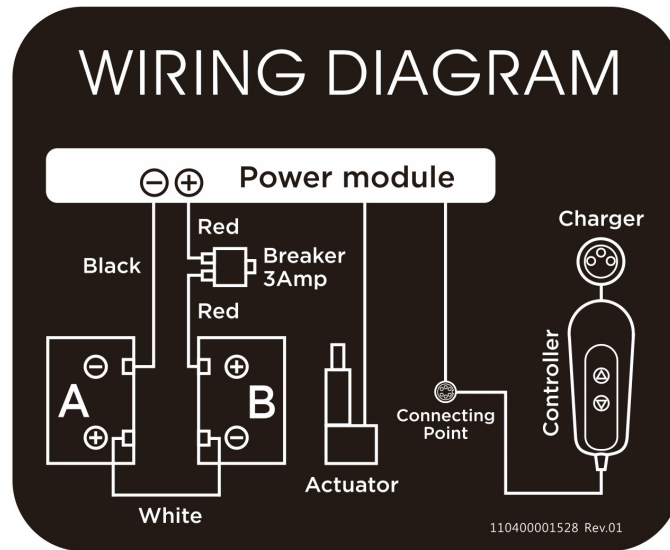 WIRING DIAGRAM
− + Power module
Red
Black
Breaker
3Amp
Red
Charger
Controller
− +
A B
+ −
Connecting
Point
Actuator
White
110400001528 Rev.01